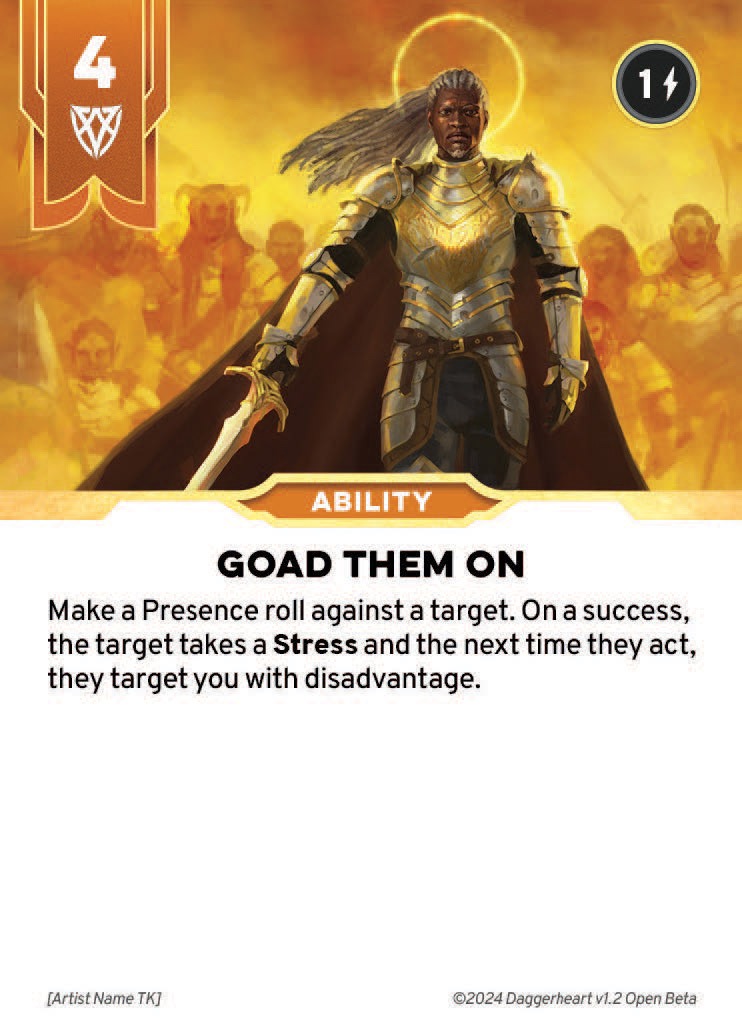 4
1
ABILITY
GOAD THEM ON
Make a Presence roll against a target. On a success,
the target takes a Stress and the next time they act,
they target you with disadvantage.
[Artist Name TK]
©2024 Daggerheart v1.2 Open Beta